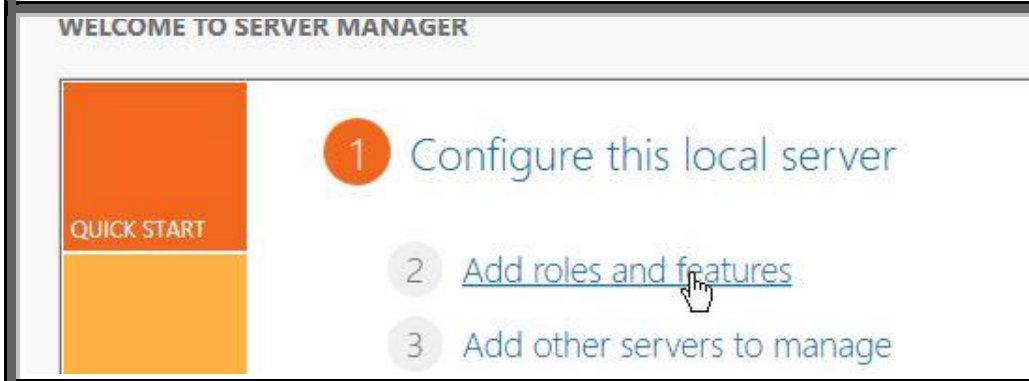 WELCOME TO SERVER MANAGER
1 Configure this local server
QUICK START
2 Add roles and features
3 Add other servers to manage